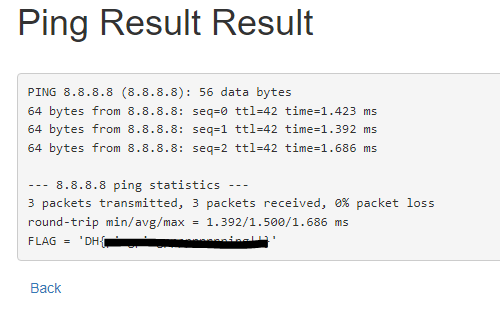 Ping Result Result
PING 8.8.8.8 (8.8.8.8): 56 data bytes
64 bytes from 8.8.8.8: seq=0 ttl=42 time=1.423 ms
64 bytes from 8.8.8.8: seq=1 ttl=42 time=1.392 ms
64 bytes from 8.8.8.8: seq=2 ttl=42 time=1.686 ms
--- 8.8.8.8 ping statistics ---
3 packets transmitted, 3 packets received, 0% packet loss
round-trip min/avg/max = 1.392/1.500/1.686 ms
FLAG = 'DH{
Back